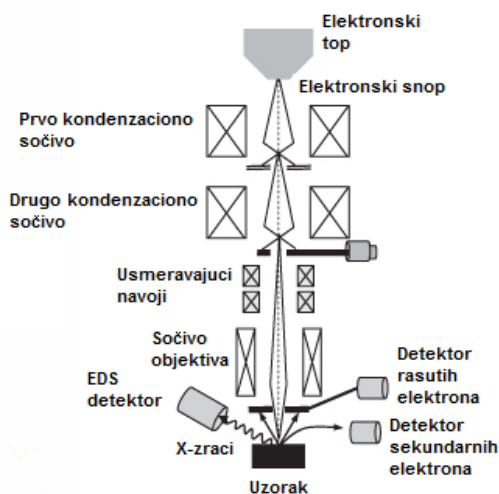 Elektronski
top
Elektronski snop
Prvo kondenzaciono
sočivo
Drugo kondenzaciono
sočivo
Usmeravajuci
navoji
Sočivo
objektiva
EDS
detektor
Detektor
rasutih
elektrona
X-zraci
Detektor
sekundarnih
elektrona
Uzorak